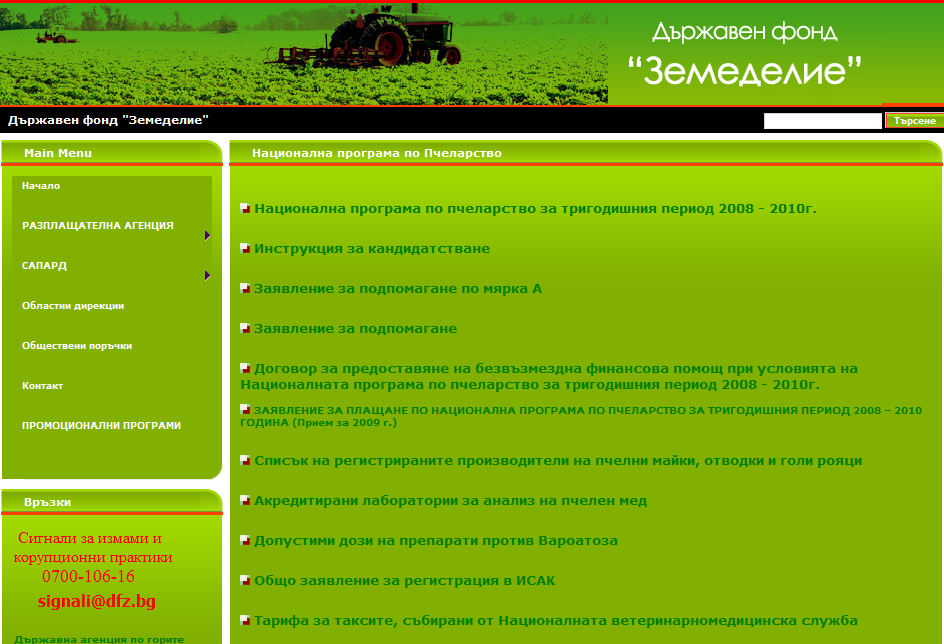 Държавен фонд
“Земеделие”
Държавен фонд "Земеделие"
Търсене
Main Menu
Начало
РАЗПЛАЩАТЕЛНА АГЕНЦИЯ
САПАРД
Областни дирекции
Обществени поръчки
Контакт
ПРОМОЦИОНАЛНИ ПРОГРАМИ
Връзки
Сигнали за измами и
корупционни практики
0700-106-16
signali@dfz.bg
Държавна агенция по горите
Национална програма по Пчеларство
Национална програма по пчеларство за тригодишния период 2008 - 2010г.
Инструкция за кандидатстване
Заявление за подпомагане по мярка А
Заявление за подпомагане
Договор за предоставяне на безвъзмездна финансова помощ при условията на
Националната програма по пчеларство за тригодишния период 2008 - 2010г.
ЗАЯВЛЕНИЕ ЗА ПЛАЩАНЕ ПО НАЦИОНАЛНА ПРОГРАМА ПО ПЧЕЛАРСТВО ЗА ТРИГОДИШНИЯ ПЕРИОД 2008 – 2010
ГОДИНА (Прием за 2009 г.)
Списък на регистрираните производители на пчелни майки, отводки и голи рояци
Акредитирани лаборатории за анализ на пчелен мед
Допустими дози на препарати против Вароатоза
Общо заявление за регистрация в ИСАК
Тарифа за таксите, събирани от Националната ветеринарномедицинска служба